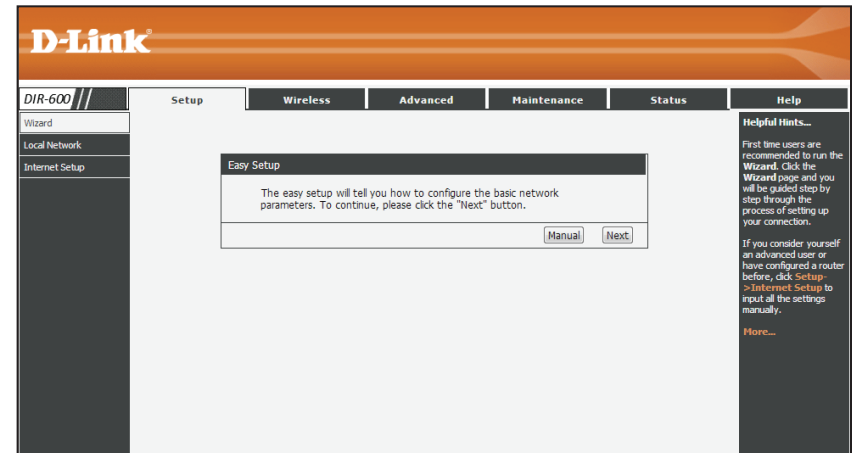 D-Link®
DIR-600 //
Setup
Wireless
Advanced
Maintenance
Status
Help
Wizard
Local Network
Internet Setup
Easy Setup
The easy setup will tell you how to configure the basic network
parameters. To continue, please click the "Next" button.
Manual
Next
Helpful Hints...
First time users are
recommended to run the
Wizard. Click the
Wizard page and you
will be guided step by
step through the
process of setting up
your connection.
If you consider yourself
an advanced user or
have configured a router
before, click Setup-
>Internet Setup to
input all the settings
manually.
More...